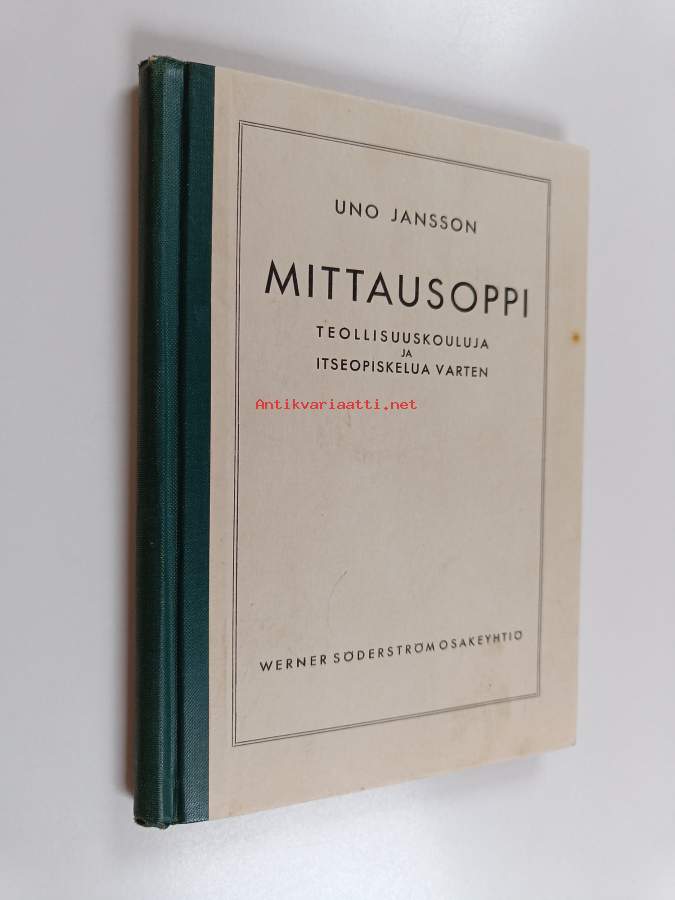 UNO JANSSON
MITTAUSOPPI
TEOLLISUUSKOULUJA
JA
ITSEOPISKELUA VARTEN
Antikvariaatti.net
WERNER SÖDERSTRÖM OSAKEYHTIÖ